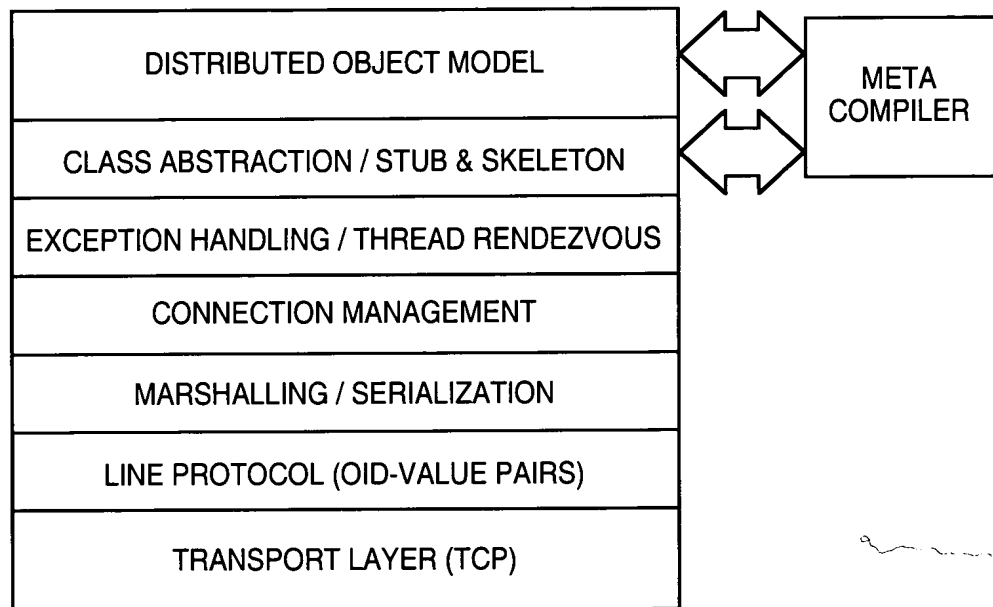 DISTRIBUTED OBJECT MODEL
META
COMPILER
CLASS ABSTRACTION / STUB & SKELETON
EXCEPTION HANDLING / THREAD RENDEZVOUS
CONNECTION MANAGEMENT
MARSHALLING / SERIALIZATION
LINE PROTOCOL (OID-VALUE PAIRS)
TRANSPORT LAYER (TCP)